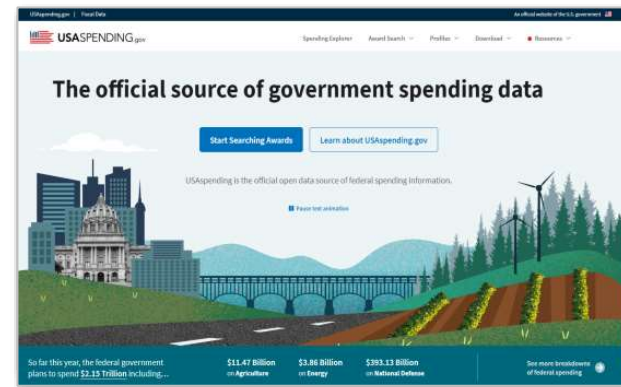 USAspending.gov | Fiscal Data
An official website of the U.S. government
USASPENDING.gov
Spending Explorer Award Search Profiles Download Resources
The official source of government spending data
Start Searching Awards Learn about USAspending.gov
USAspending is the official open data source of federal spending information.
Pause text animation
So far this year, the federal government
plans to spend $2.15 Trillion including...
$11.47 Billion
on Agriculture
$3.86 Billion
on Energy
$393.13 Billion
on National Defense
See more breakdowns
of federal spending